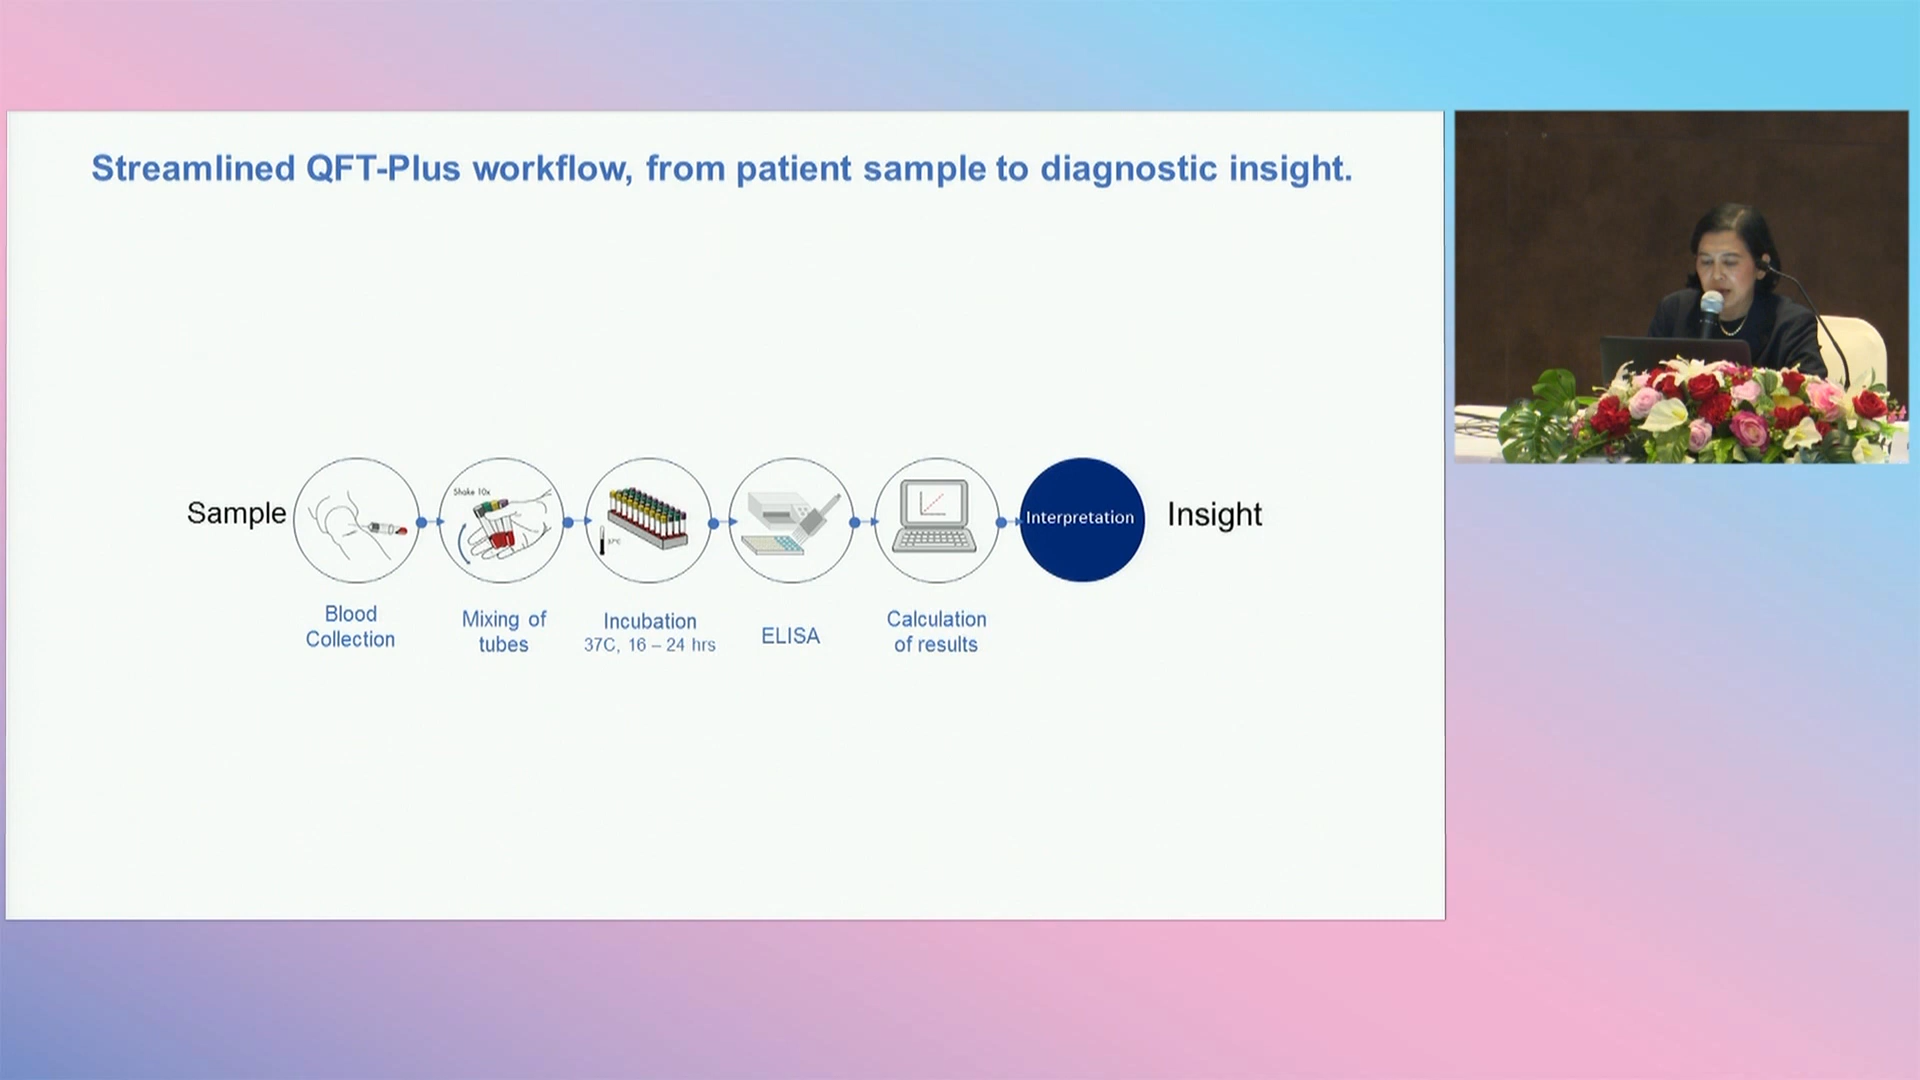 Streamlined QFT-Plus workflow, from patient sample to diagnostic insight.
Sample
Shake 10x
37°C
Interpretation
Insight
Blood
Collection
Mixing of
tubes
Incubation
37C, 16 – 24 hrs
ELISA
Calculation
of results